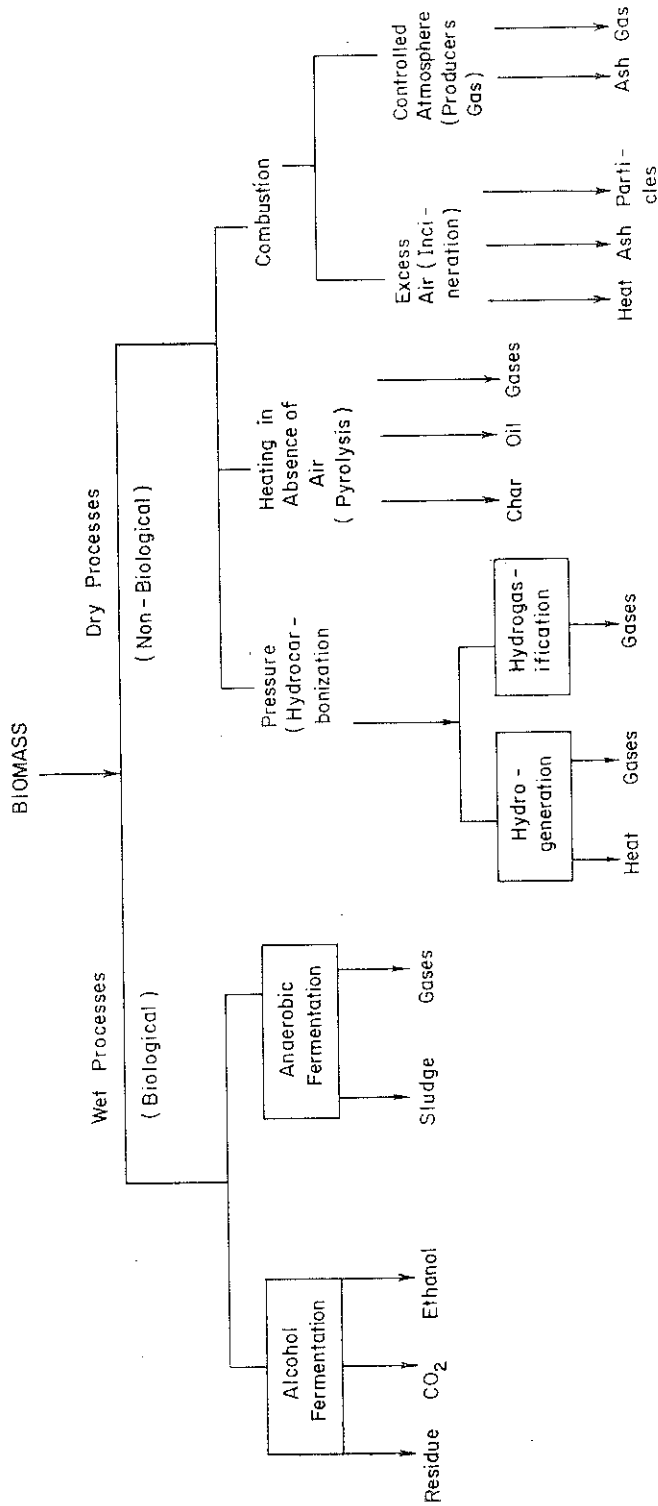 BIOMASS
Wet Processes
(Biological)
Dry Processes
(Non-Biological)
Alcohol
Fermentation
Residue
CO2
Ethanol
Anaerobic
Fermentation
Sludge
Gases
Pressure
(Hydrocar-
bonization
Hydro-
generation
Heat
Gases
Hydrogas-
ification
Gases
Heating in
Absence of
Air
(Pyrolysis)
Char
Oil
Gases
Combustion
Excess
Air (Inci-
neration)
Heat
Ash
Parti-
cles
Controlled
Atmosphere
(Producers
Gas)
Ash
Gas